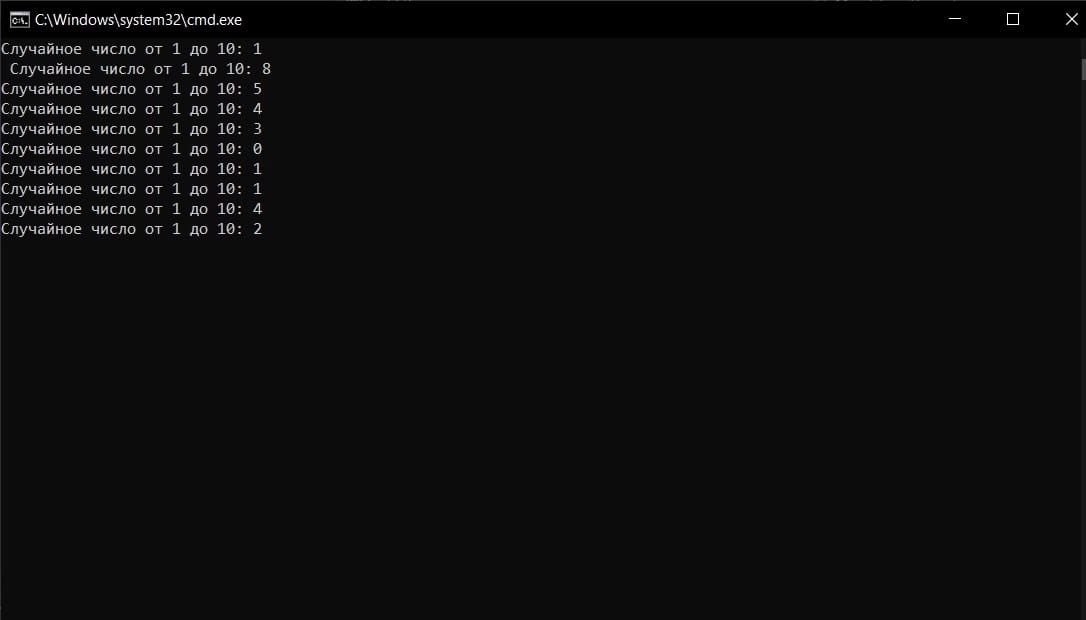 C:\Windows\system32\cmd.exe
Случайное число от 1 до 10: 1
Случайное число от 1 до 10: 8
Случайное число от 1 до 10: 5
Случайное число от 1 до 10: 4
Случайное число от 1 до 10: 3
Случайное число от 1 до 10: 0
Случайное число от 1 до 10: 1
Случайное число от 1 до 10: 1
Случайное число от 1 до 10: 4
Случайное число от 1 до 10: 2